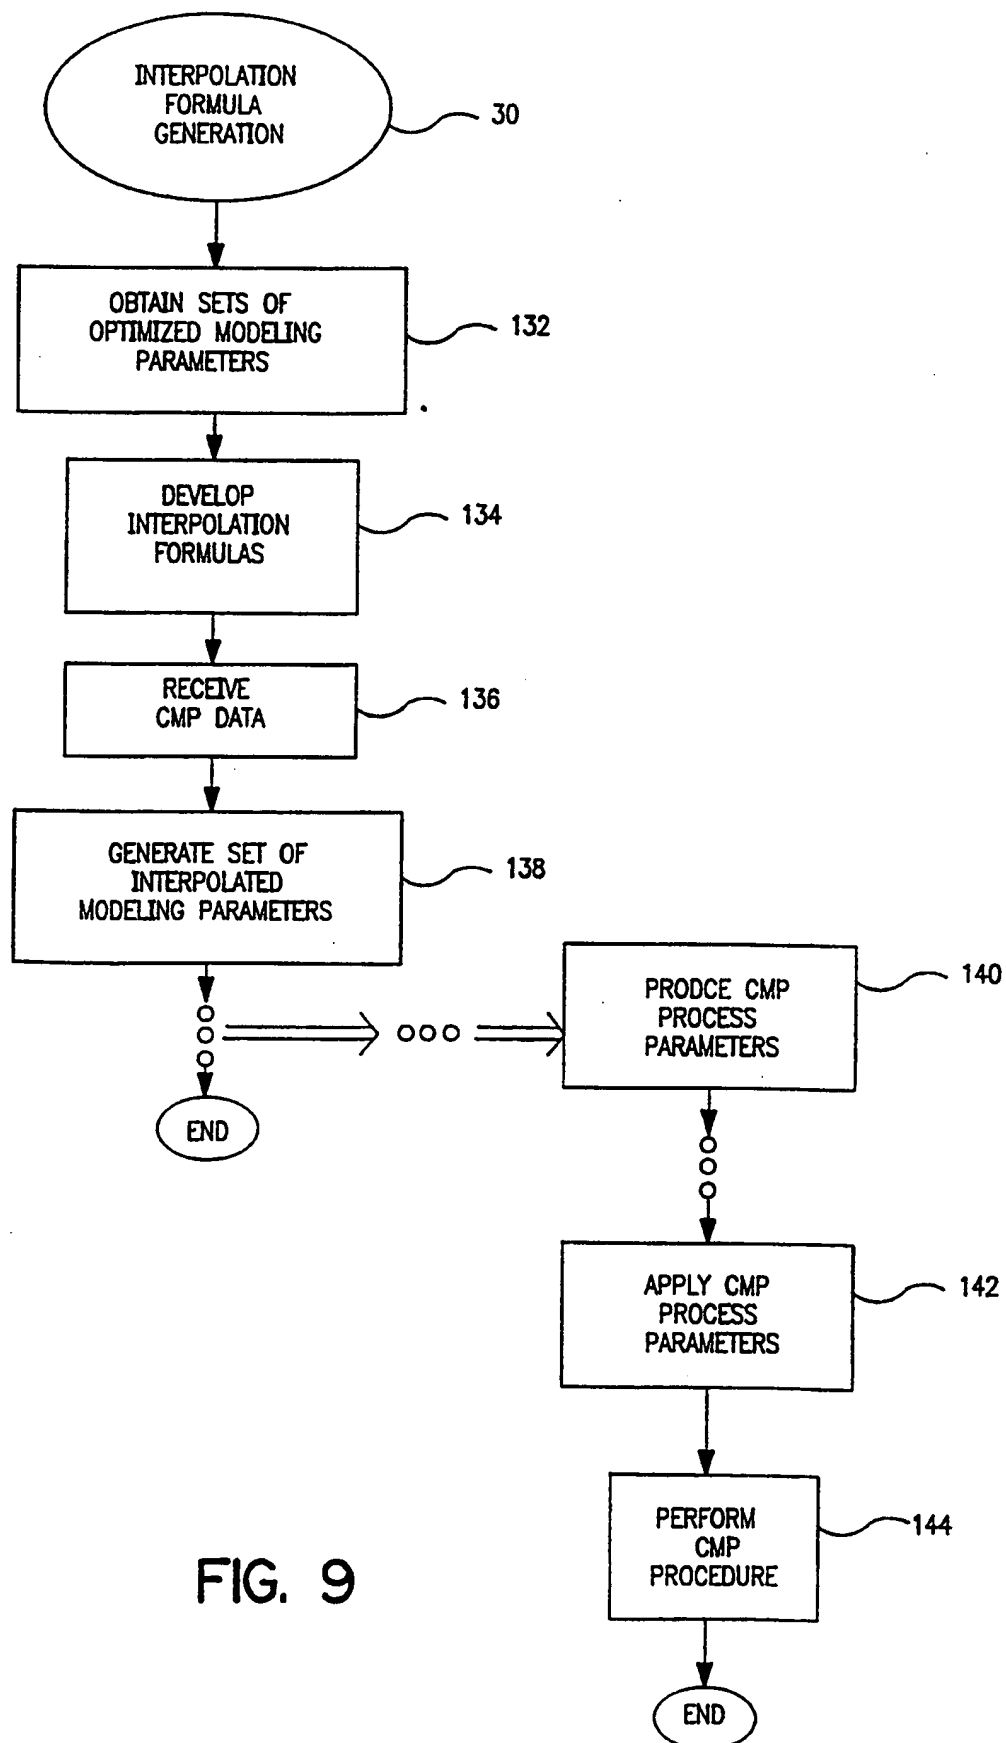 INTERPOLATION
FORMULA
GENERATION
30
OBTAIN SETS OF
OPTIMIZED MODELING
PARAMETERS
132
DEVELOP
INTERPOLATION
FORMULAS
134
RECEIVE
CMP DATA
136
GENERATE SET OF
INTERPOLATED
MODELING PARAMETERS
138
END
PRODCE CMP
PROCESS
PARAMETERS
140
APPLY CMP
PROCESS
PARAMETERS
142
PERFORM
CMP
PROCEDURE
144
END
FIG. 9